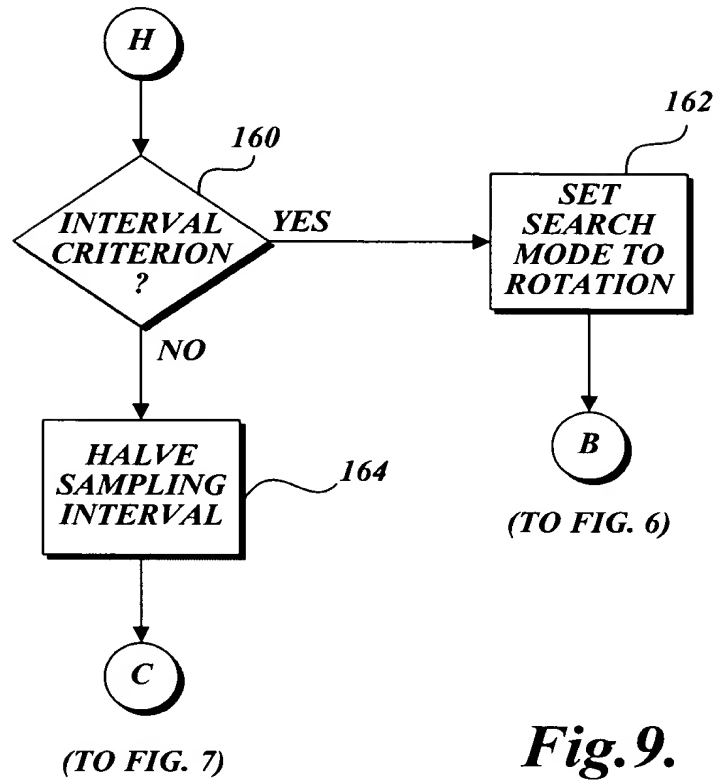 H
160
INTERVAL
CRITERION
?
YES
NO
162
SET
SEARCH
MODE TO
ROTATION
B
(TO FIG. 6)
HALVE
SAMPLING
INTERVAL
164
C
(TO FIG. 7)
Fig.9.